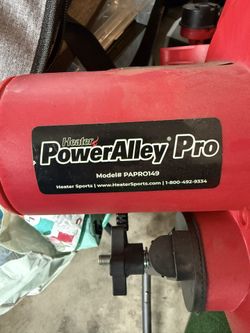 Heater
PowerAlley® Pro
Model# PAPRO149
Heater Sports | www.HeaterSports.com | 1-800-492-9334